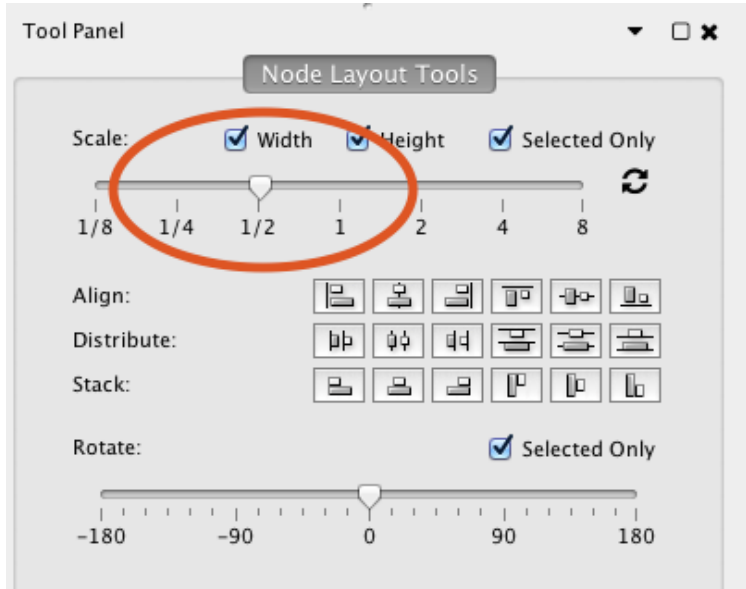 Tool Panel
Node Layout Tools
Scale: Width Height Selected Only
1/8 1/4 1/2 1 2 4 8
Align:
Distribute:
Stack:
Rotate: Selected Only
-180 -90 0 90 180